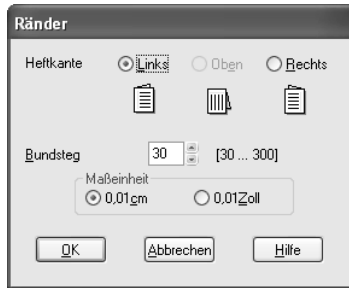 Ränder
Heftkante Links Oben Rechts
Bundsteg 30 [30 ... 300]
Maßeinheit
0,01cm 0,01Zoll
OK Abbrechen Hilfe